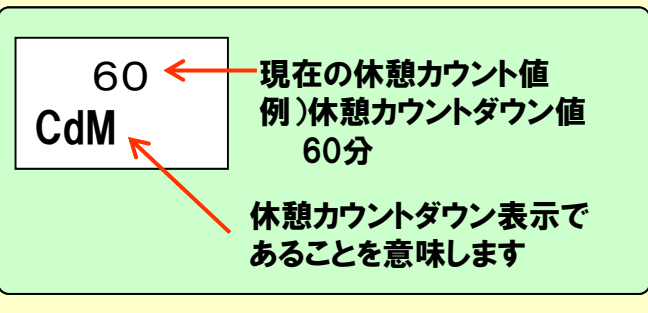 60
CdM
現在の休憩カウント値
例）休憩カウントダウン値
60分
休憩カウントダウン表示で
あることを意味します